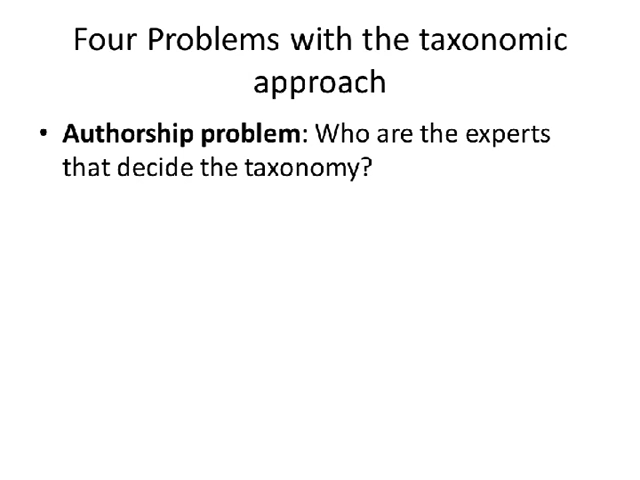 Four Problems with the taxonomic
approach
• Authorship problem: Who are the experts
that decide the taxonomy?